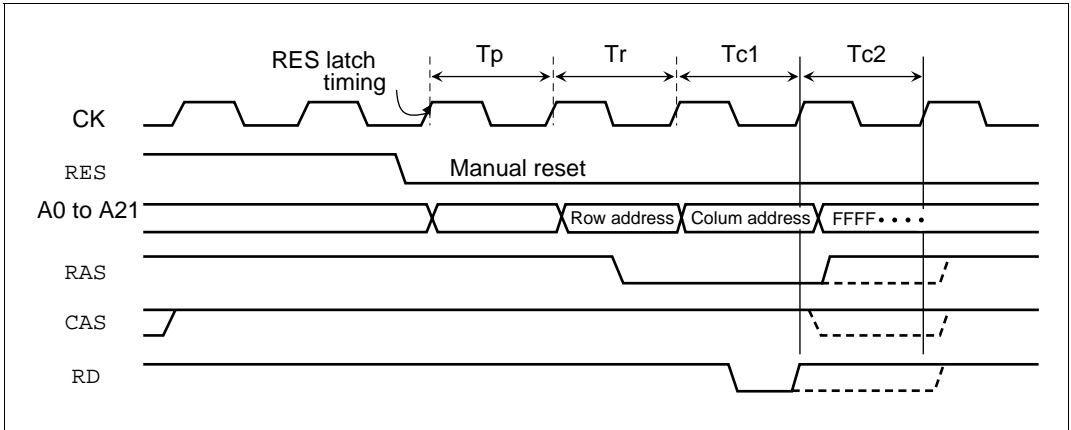 RES latch
timing
Tp
Tr
Tc1
Tc2
CK
RES
Manual reset
A0 to A21
Row address
Colum address
FFFF • • • •
RAS
CAS
RD